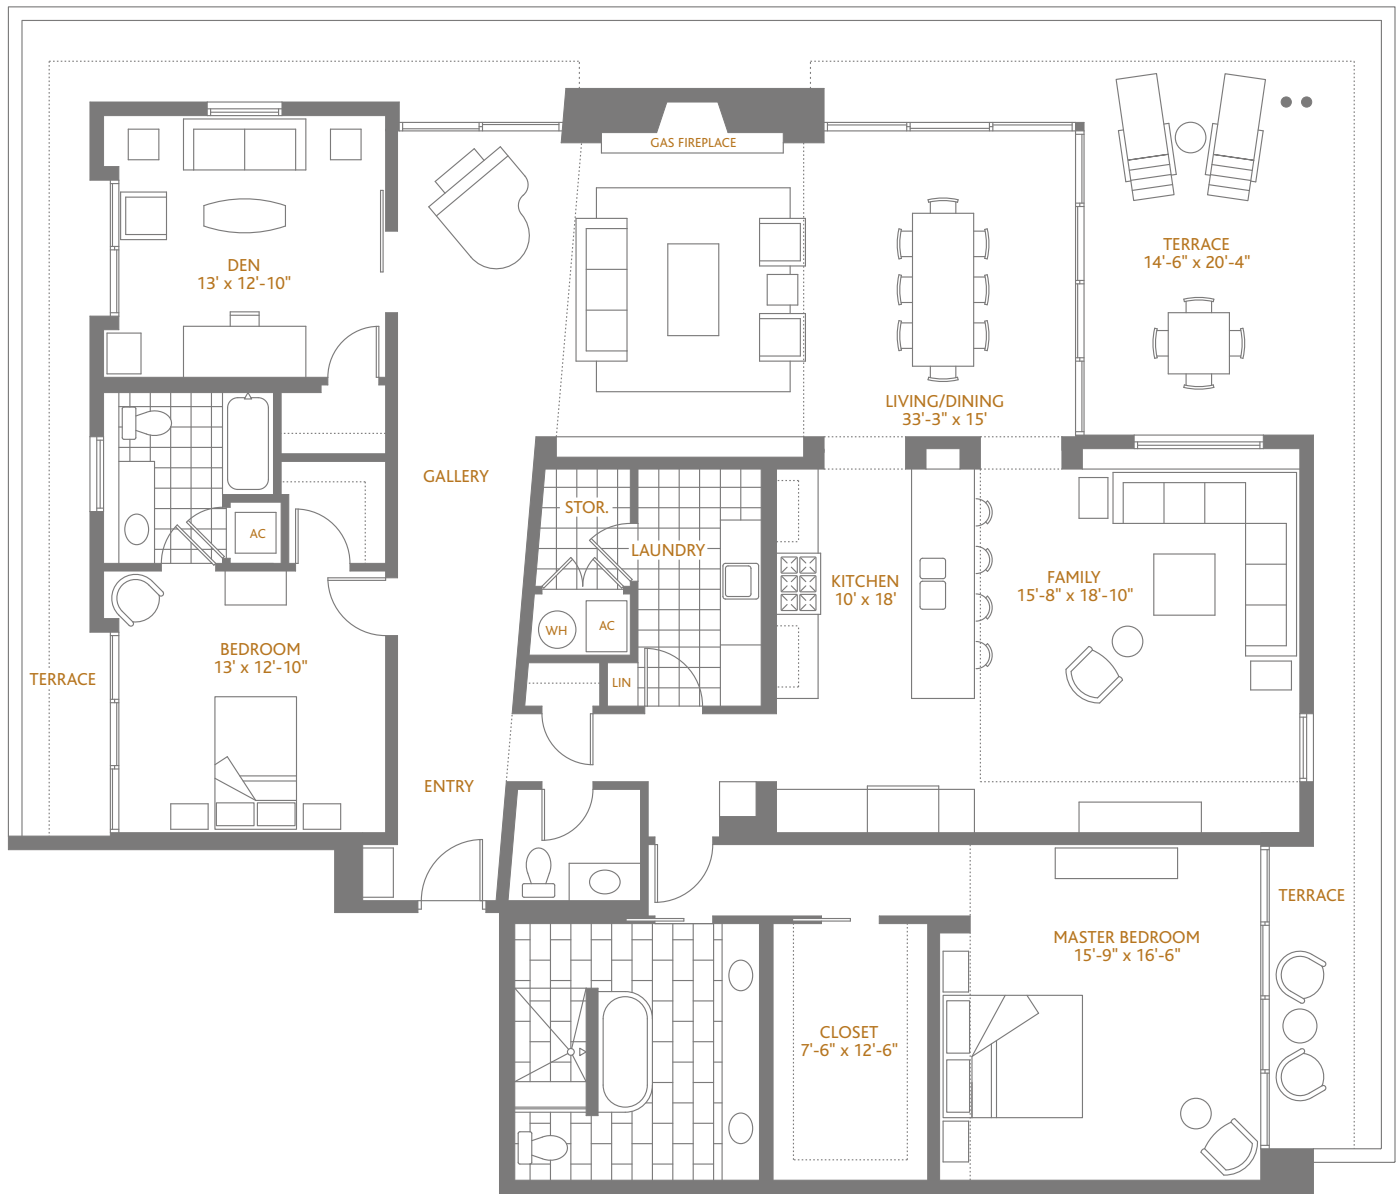 GAS FIREPLACE
DEN
13' x 12'-10"
TERRACE
14'-6" x 20'-4"
LIVING/DINING
33'-3" x 15'
GALLERY
STOR.
LAUNDRY
AC
KITCHEN
10' x 18'
FAMILY
15'-8" x 18'-10"
WH
AC
BEDROOM
13' x 12'-10"
TERRACE
LIN
ENTRY
TERRACE
MASTER BEDROOM
15'-9" x 16'-6"
CLOSET
7'-6" x 12'-6"